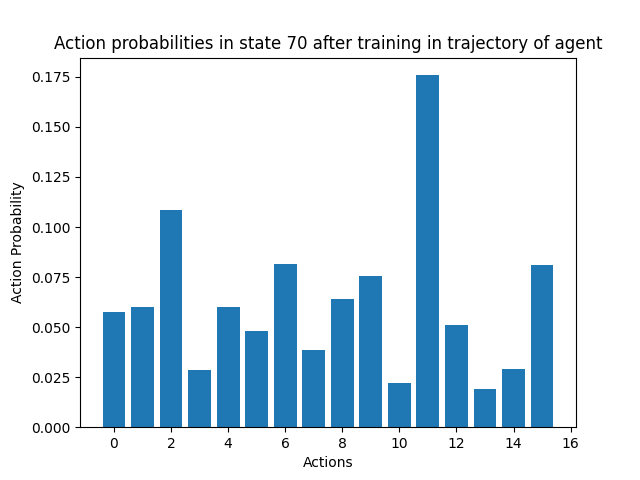 Action probabilities in state 70 after training in trajectory of agent
0.175
0.150
0.125
0.100
0.075
0.050
0.025
0.000
Action Probability
0 2 4 6 8 10 12 14 16
Actions